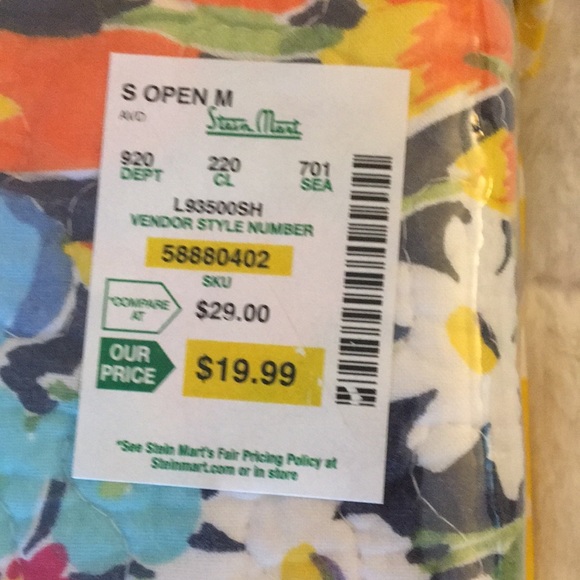 S OPEN M
AVO
Stein Mart
920 220 701
DEPT CL SEA
L93500SH
VENDOR STYLE NUMBER
58880402
SKU
*COMPARE
AT
$29.00
OUR
PRICE
$19.99
*See Stein Mart's Fair Pricing Policy at
Steinmart.com or in store